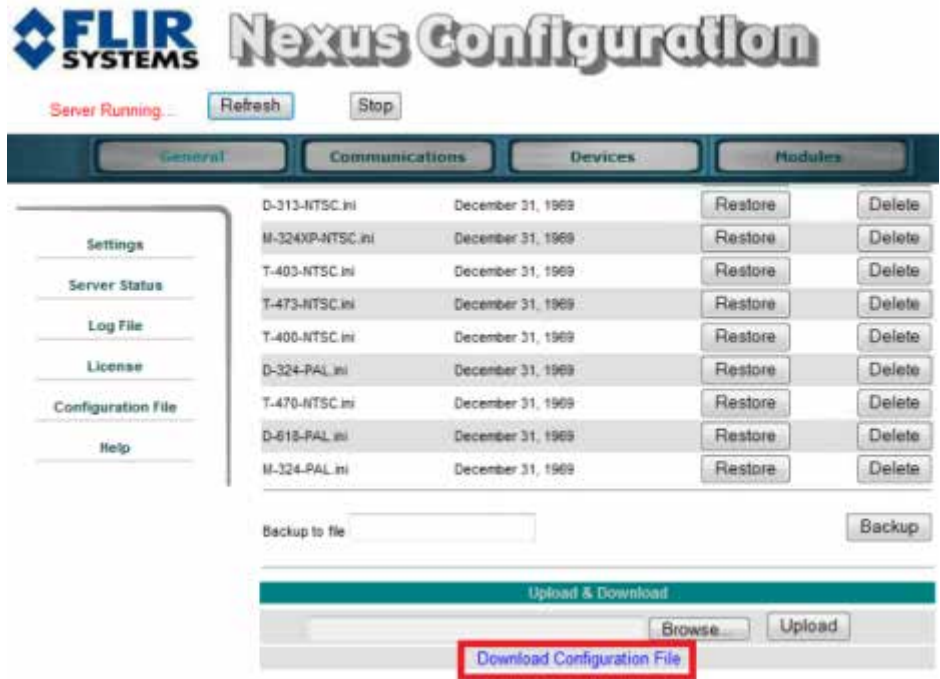 FLIR SYSTEMS Nexus Configuration
Server Running... Refresh Stop
General Communications Devices Modules
Settings
Server Status
Log File
License
Configuration File
Help
D-313-NTSC.ini December 31, 1969 Restore Delete
M-324XP-NTSC.ini December 31, 1969 Restore Delete
T-403-NTSC.ini December 31, 1969 Restore Delete
T-473-NTSC.ini December 31, 1969 Restore Delete
T-400-NTSC.ini December 31, 1969 Restore Delete
D-324-PAL.ini December 31, 1969 Restore Delete
T-470-NTSC.ini December 31, 1969 Restore Delete
D-618-PAL.ini December 31, 1969 Restore Delete
M-324-PAL.ini December 31, 1969 Restore Delete
Backup to file Backup
Upload & Download
Browse... Upload
Download Configuration File